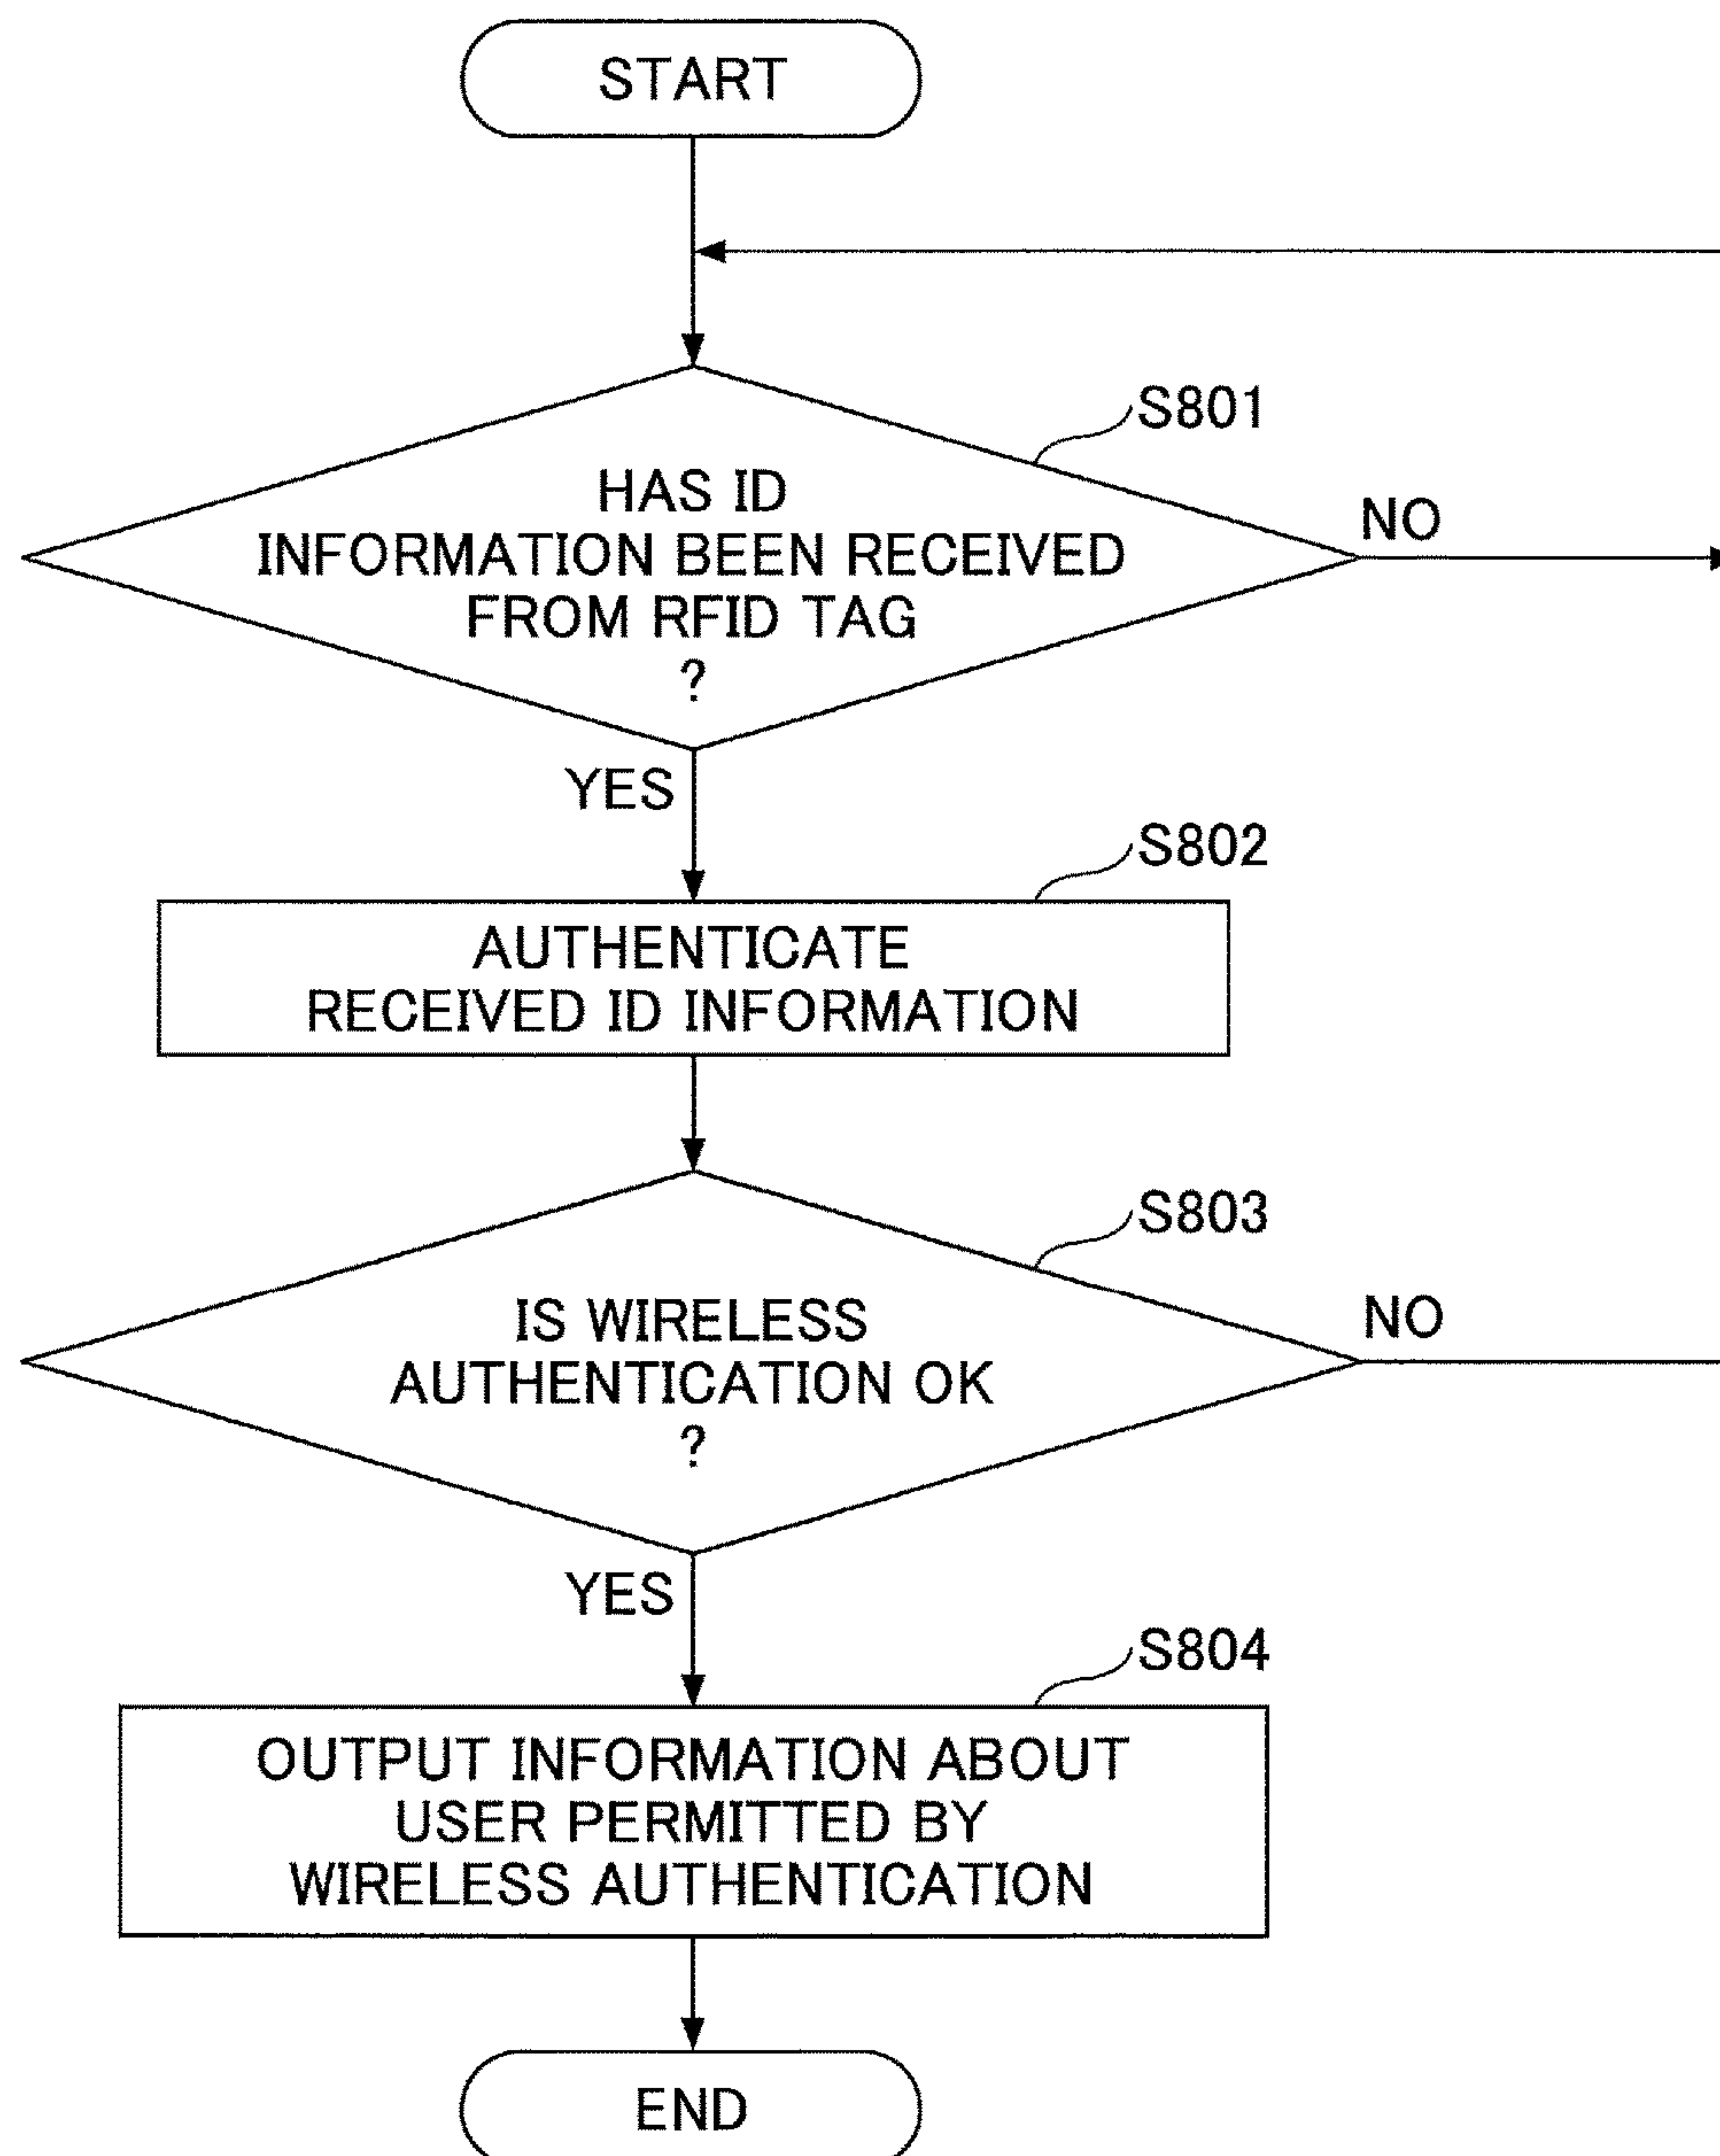 START
S801
HAS ID
INFORMATION BEEN RECEIVED
FROM RFID TAG
?
NO
YES
S802
AUTHENTICATE
RECEIVED ID INFORMATION
S803
IS WIRELESS
AUTHENTICATION OK
?
NO
YES
S804
OUTPUT INFORMATION ABOUT
USER PERMITTED BY
WIRELESS AUTHENTICATION
END